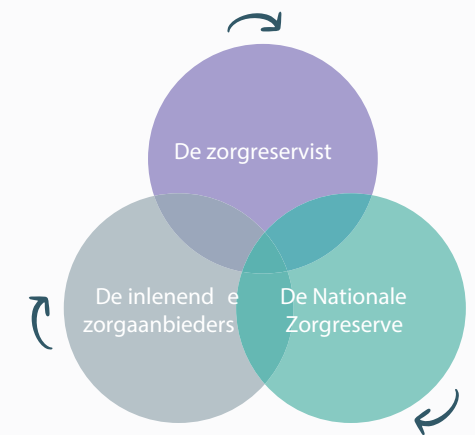 De zorgreservist
De inlenend e
zorgaanbieders
De Nationale
Zorgreserve